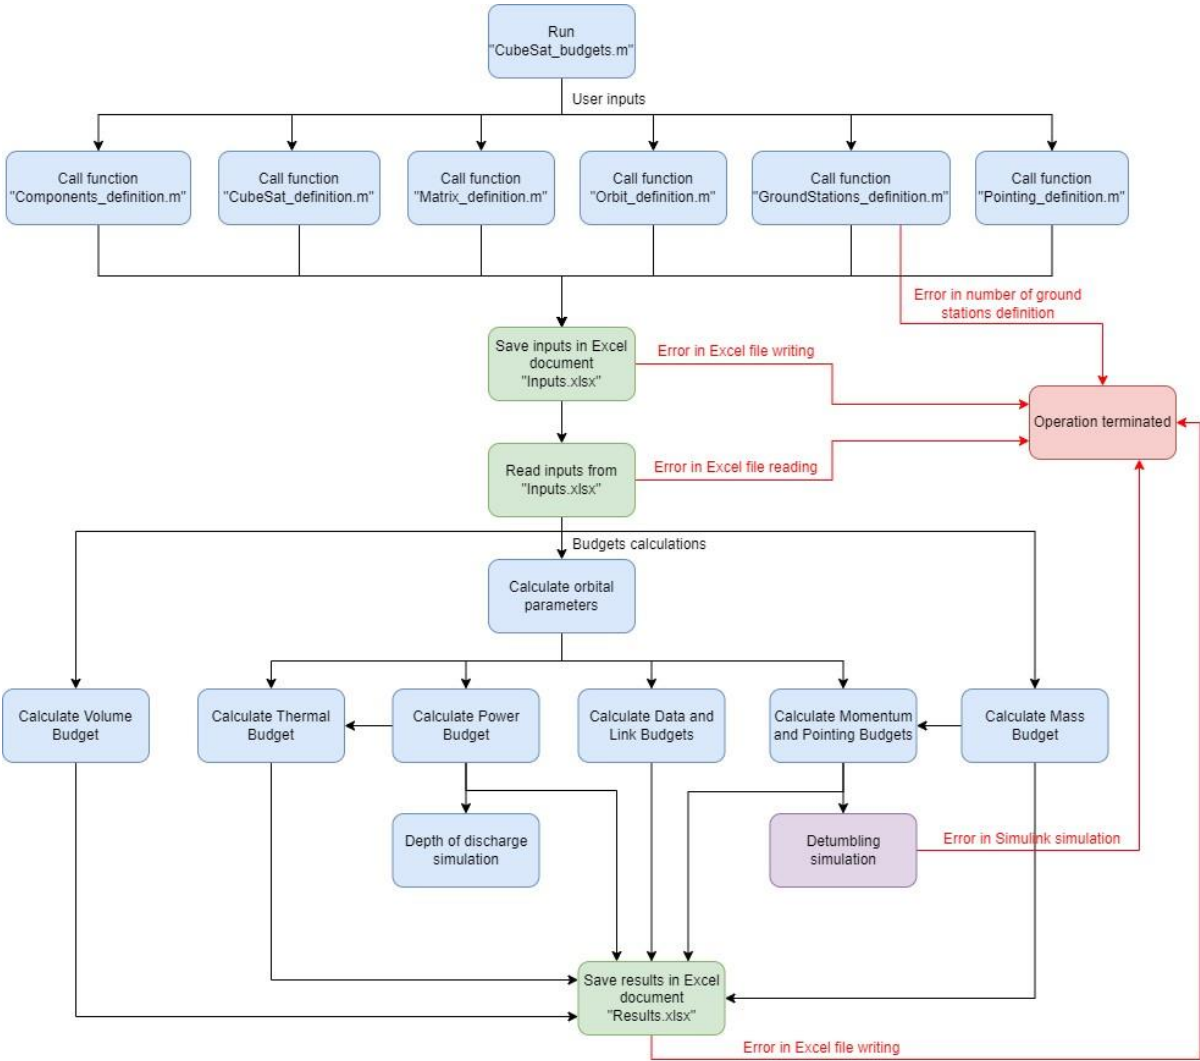 Run
"CubeSat_budgets.m"
User inputs
Call function
"Components_definition.m"
Call function
"CubeSat_definition.m"
Call function
"Matrix_definition.m"
Call function
"Orbit_definition.m"
Call function
"GroundStations_definition.m"
Call function
"Pointing_definition.m"
Error in number of ground
stations definition
Save inputs in Excel
document
"Inputs.xlsx"
Error in Excel file writing
Operation terminated
Read inputs from
"Inputs.xlsx"
Error in Excel file reading
Budgets calculations
Calculate orbital
parameters
Calculate Volume
Budget
Calculate Thermal
Budget
Calculate Power
Budget
Calculate Data and
Link Budgets
Calculate Momentum
and Pointing Budgets
Calculate Mass
Budget
Depth of discharge
simulation
Detumbling
simulation
Error in Simulink simulation
Save results in Excel
document
"Results.xlsx"
Error in Excel file writing